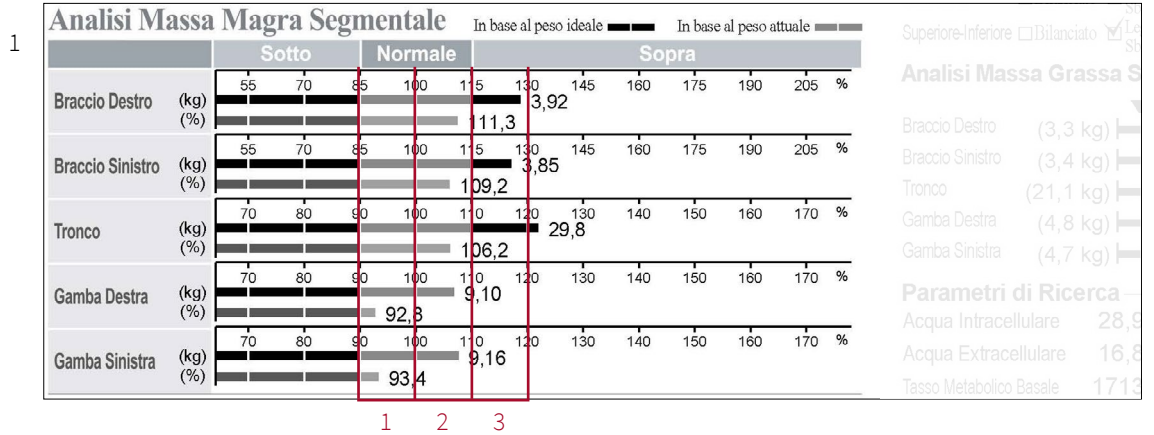 1
Analisi Massa Magra Segmentale In base al peso ideale In base al peso attuale
Sotto Normale Sopra
Braccio Destro (kg) (%)
55 70 85 100 115 130 145 160 175 190 205 %
3,92
111,3
Braccio Sinistro (kg) (%)
55 70 85 100 115 130 145 160 175 190 205 %
3,85
109,2
Tronco (kg) (%)
70 80 90 100 110 120 130 140 150 160 170 %
29,8
106,2
Gamba Destra (kg) (%)
70 80 90 100 110 120 130 140 150 160 170 %
9,10
92,8
Gamba Sinistra (kg) (%)
70 80 90 100 110 120 130 140 150 160 170 %
9,16
93,4
1 2 3
Superiore-Inferiore Bilanciato
Analisi Massa Grassa S
Braccio Destro (3,3 kg)
Braccio Sinistro (3,4 kg)
Tronco (21,1 kg)
Gamba Destra (4,8 kg)
Gamba Sinistra (4,7 kg)
Parametri di Ricerca
Acqua Intracellulare 28,9
Acqua Extracellulare 16,8
Tasso Metabolico Basale 1713